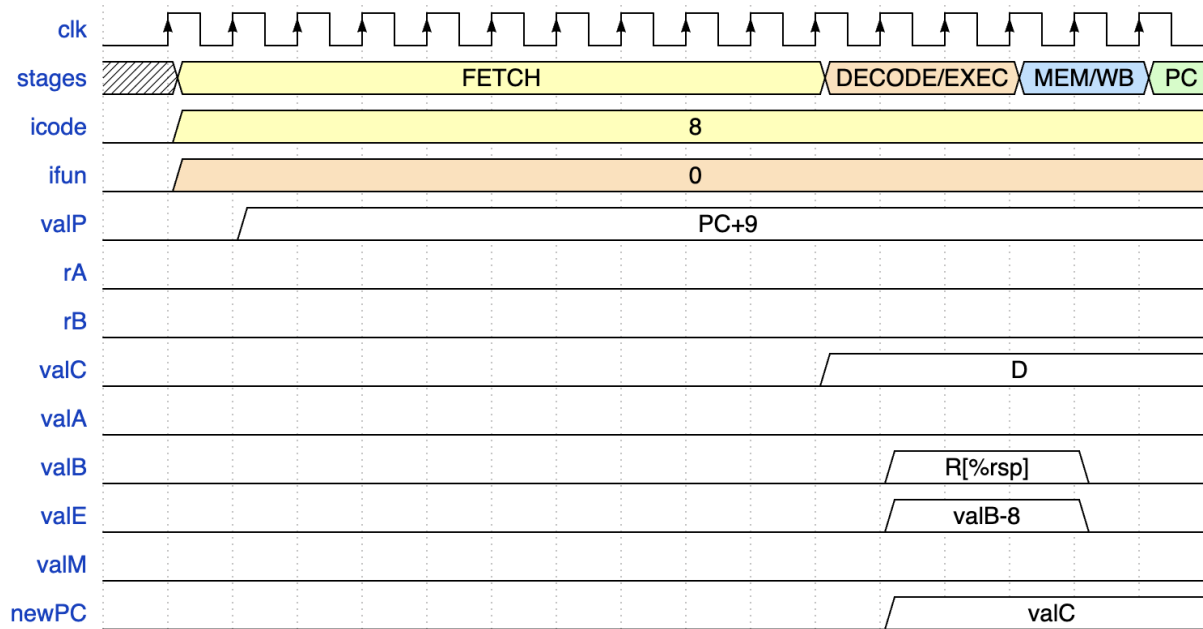 clk
stages FETCH DECODE/EXEC MEM/WB PC
icode 8
ifun 0
valP PC+9
rA
rB
valC D
valA
valB R[%rsp]
valE valB-8
valM
newPC valC